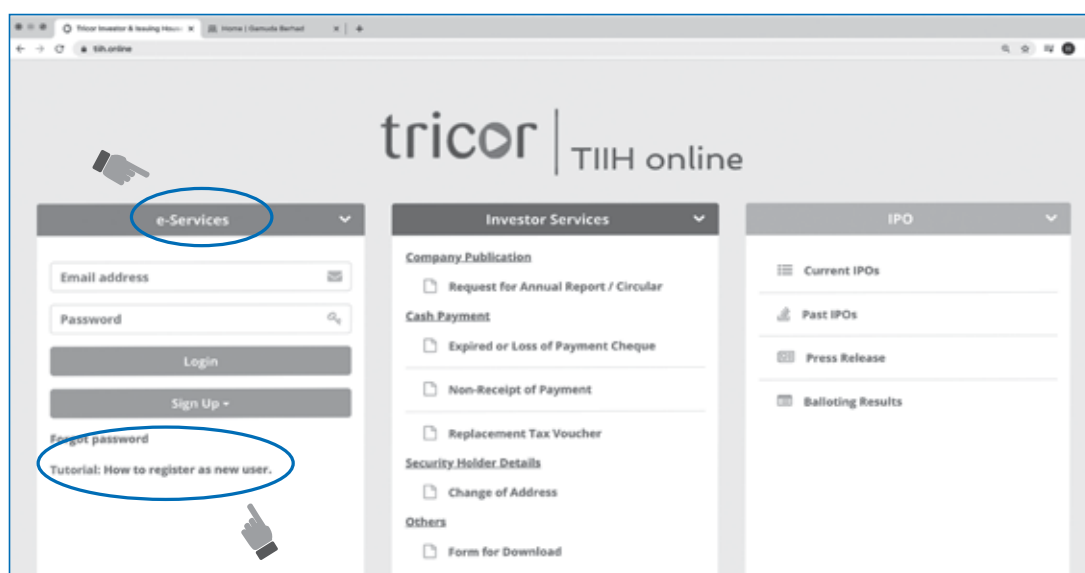 Tricor Investor & Issuing Hous
Home | Gamuda Berhad
tiih.online
tricor
TIIH online
e-Services
Email address
Password
Login
Sign Up
Forgot password
Tutorial: How to register as new user.
Investor Services
Company Publication
Request for Annual Report / Circular
Cash Payment
Expired or Loss of Payment Cheque
Non-Receipt of Payment
Replacement Tax Voucher
Security Holder Details
Change of Address
Others
Form for Download
IPO
Current IPOs
Past IPOs
Press Release
Balloting Results